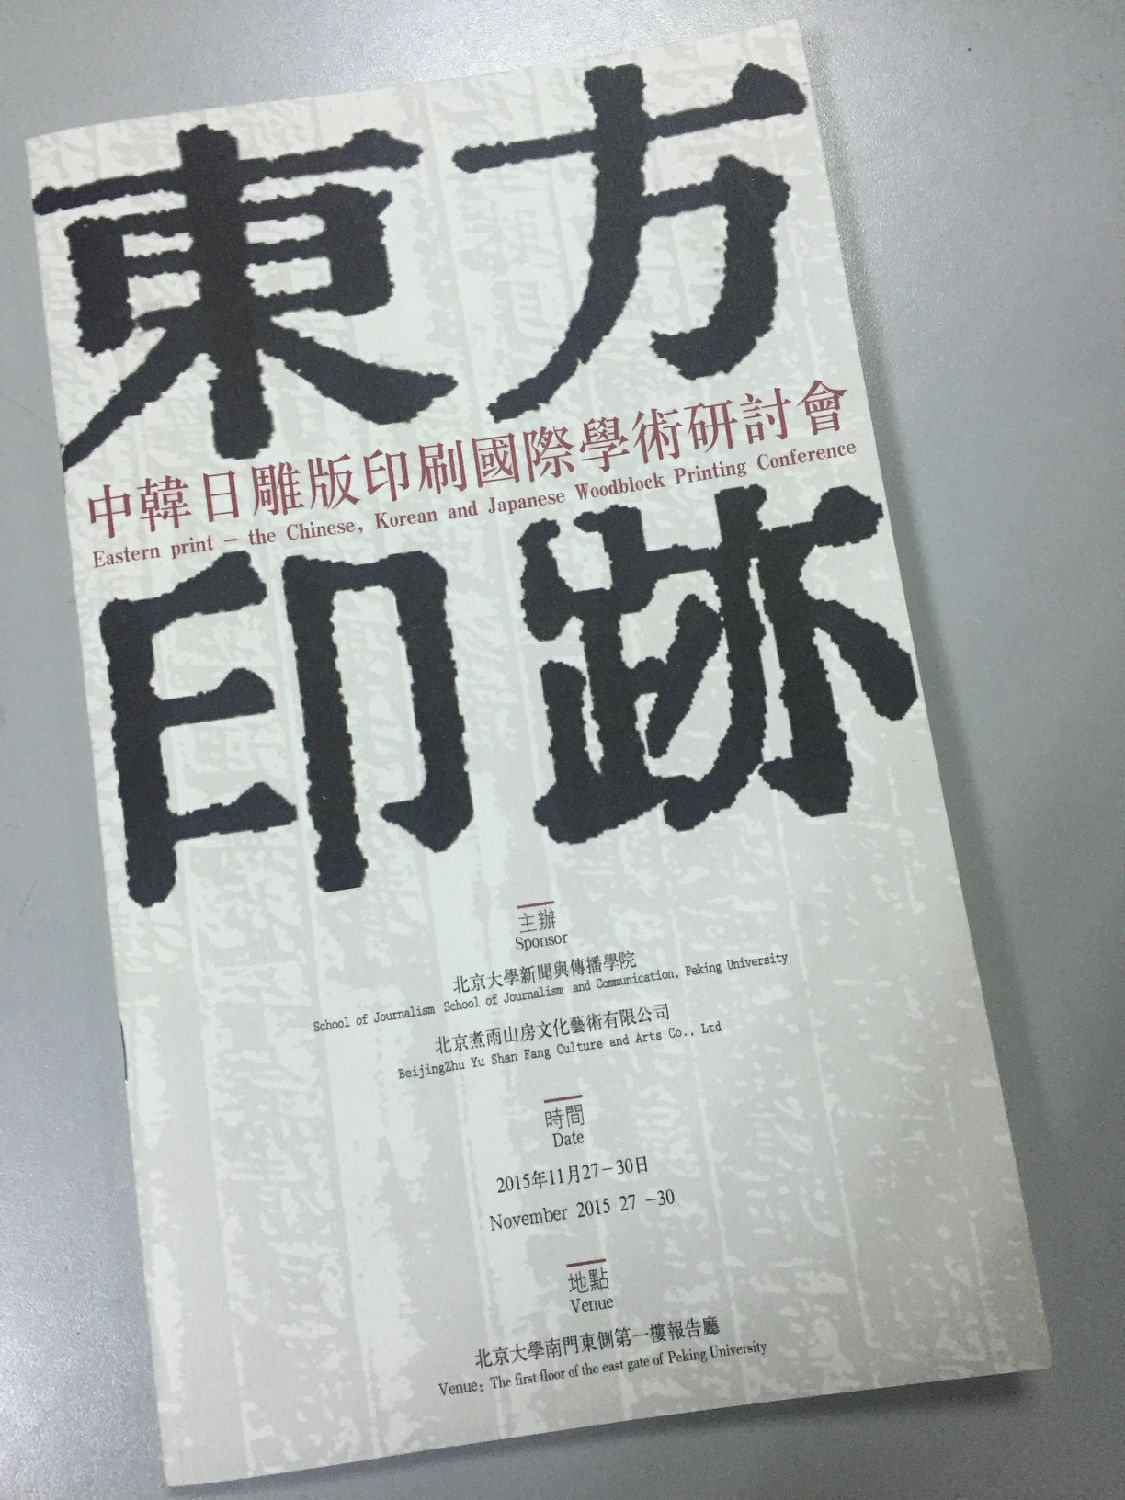 東方
中韓日雕版印刷國際學術研討會
Eastern print - the Chinese, Korean and Japanese Woodblock Printing Conference
印跡
主辦
Sponsor
北京大學新聞與傳播學院
School of Journalism School of Journalism and Communication, Peking University
北京煮雨山房文化藝術有限公司
BeijingZhu Yu Shan Fang Culture and Arts Co., Ltd
時間
Date
2015年11月27-30日
November 2015 27 -30
地點
Venue
北京大學南門東側第一樓報告廳
Venue: The first floor of the east gate of Peking University